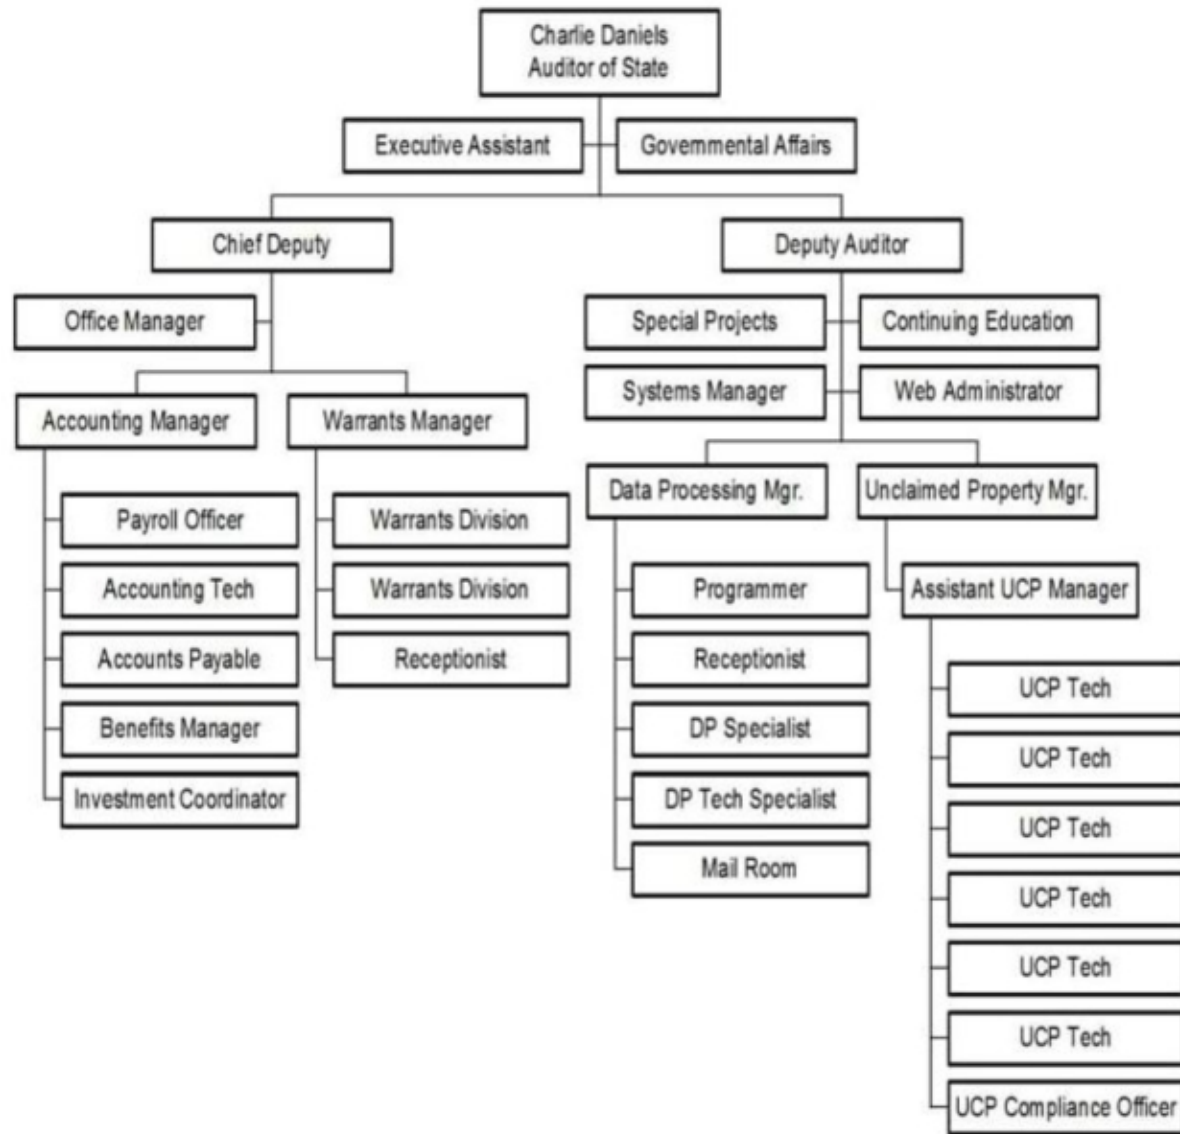 Charlie Daniels
Auditor of State
Executive Assistant
Governmental Affairs
Chief Deputy
Deputy Auditor
Office Manager
Special Projects
Continuing Education
Systems Manager
Web Administrator
Accounting Manager
Warrants Manager
Data Processing Mgr.
Unclaimed Property Mgr.
Payroll Officer
Accounting Tech
Accounts Payable
Benefits Manager
Investment Coordinator
Warrants Division
Warrants Division
Receptionist
Programmer
Receptionist
DP Specialist
DP Tech Specialist
Mail Room
Assistant UCP Manager
UCP Tech
UCP Tech
UCP Tech
UCP Tech
UCP Tech
UCP Tech
UCP Compliance Officer